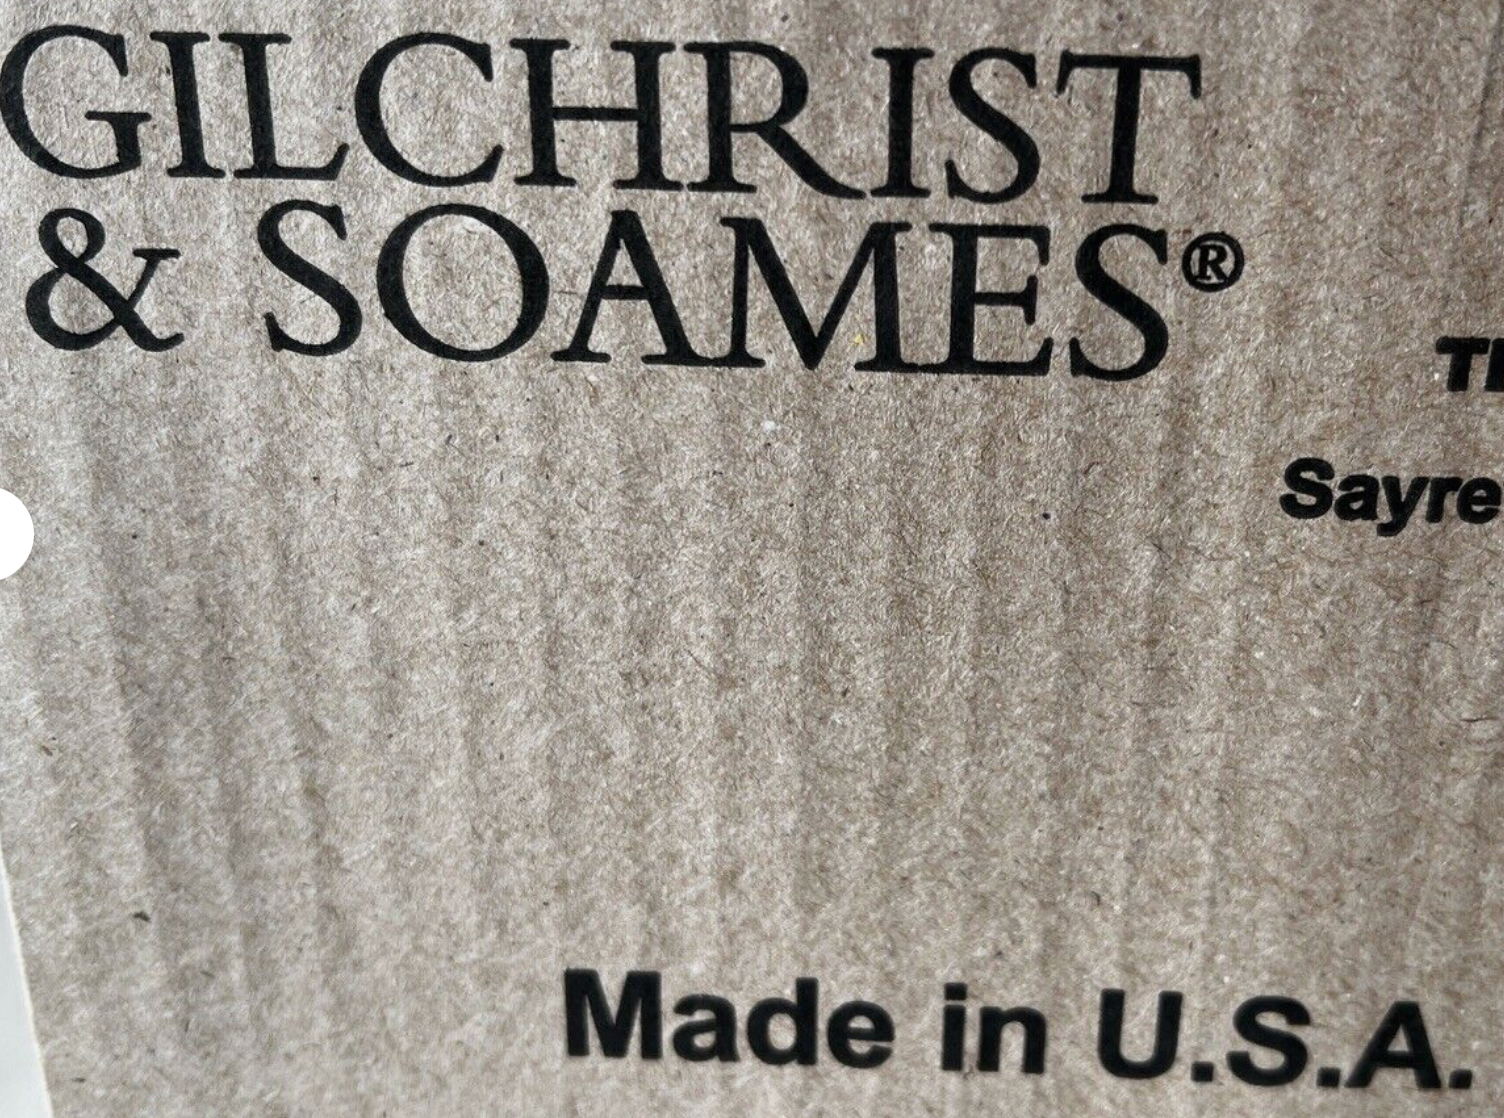 GILCHRIST
& SOAMES®
Sayre
Made in U.S.A.